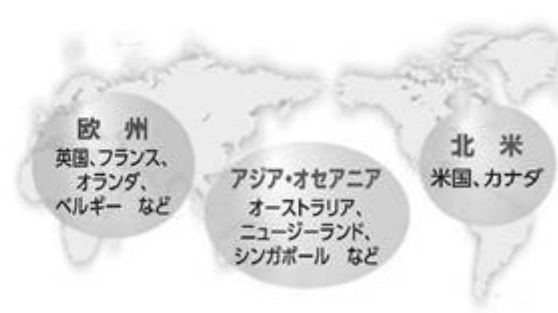 欧 州
英国、フランス、
オランダ、
ベルギー など
アジア・オセアニア
オーストラリア、
ニュージーランド、
シンガポール など
北 米
米国、カナダ